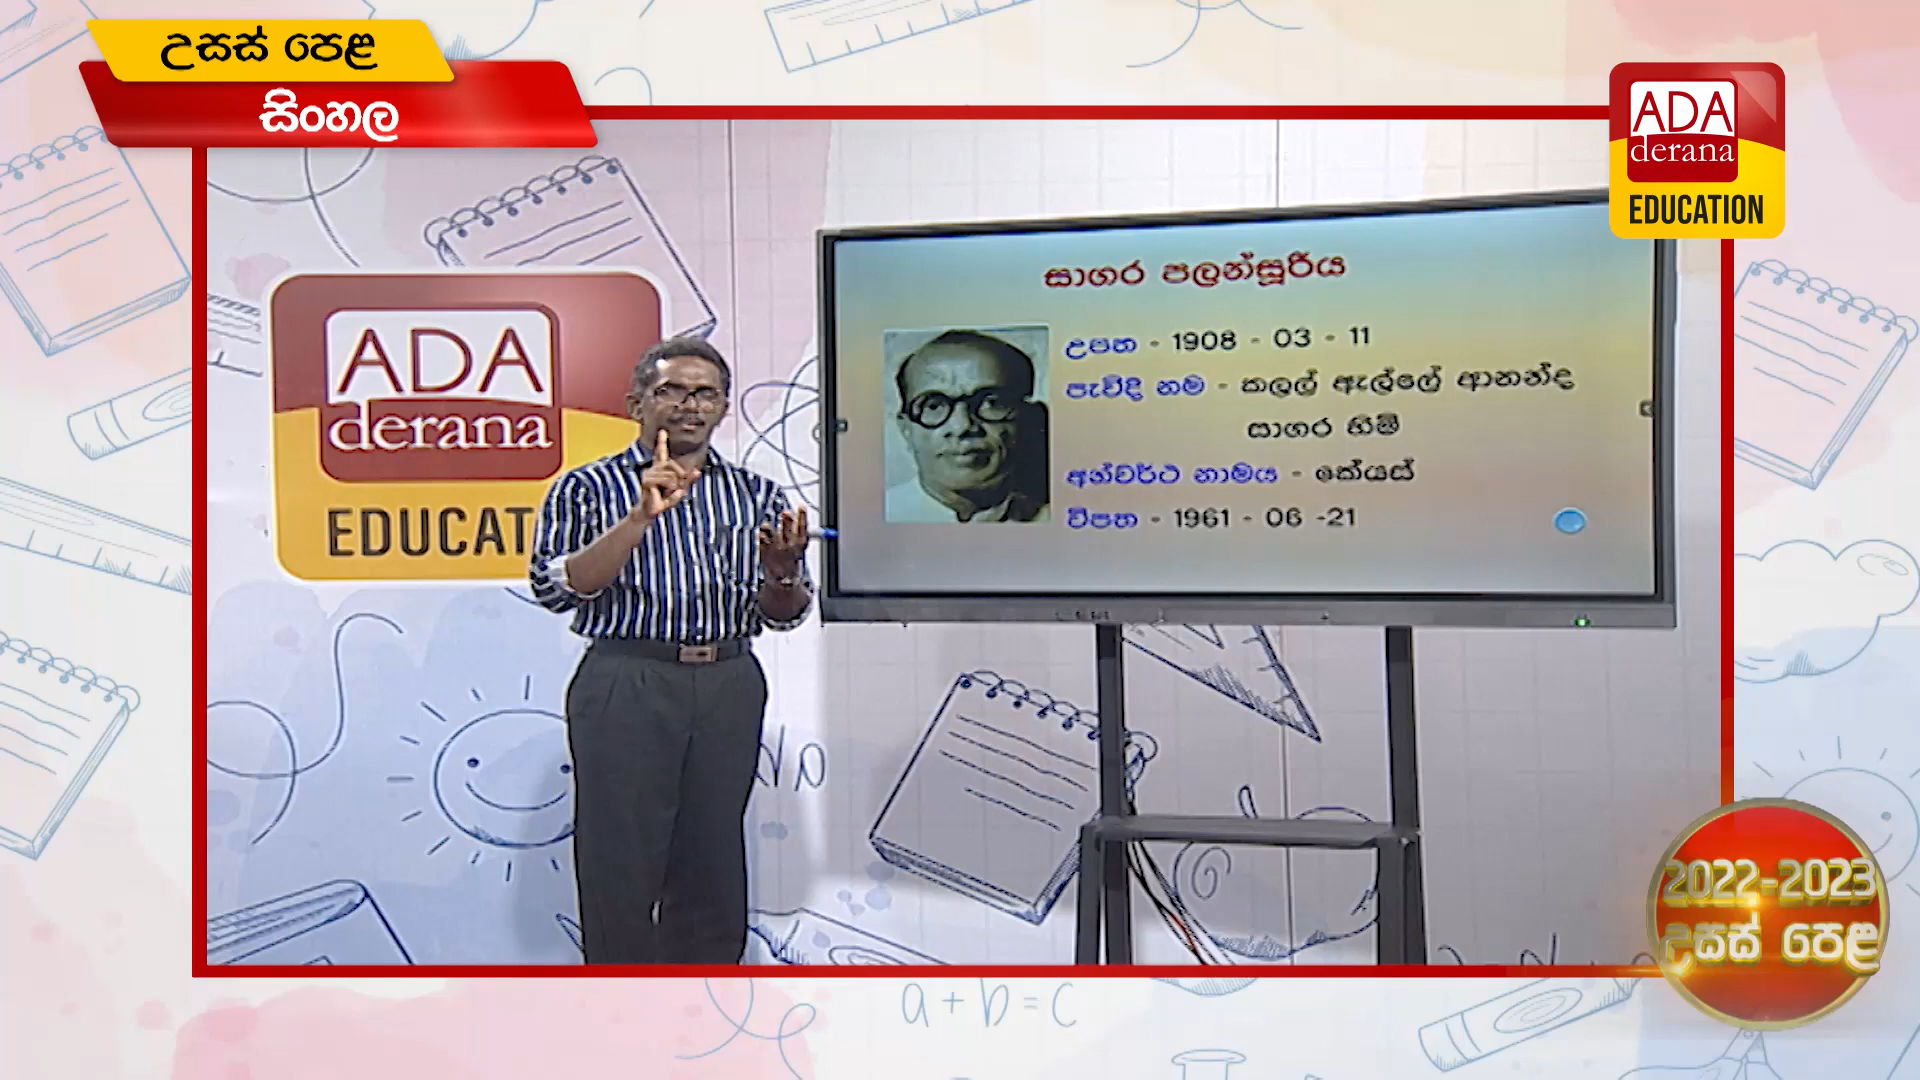 උසස් පෙළ
සිංහල
ADA
derana
EDUCATION
ADA
derana
EDUCAT
සාගර පලන්සූරිය
උපත - 1908 - 03 - 11
පැවිදි නම - කලල් ඇල්ලේ ආනන්ද
සාගර හිමි
අන්වර්ථ නාමය - කේයස්
විපත - 1961 - 06 -21
2022-2023
උසස් පෙළ
a + b = c